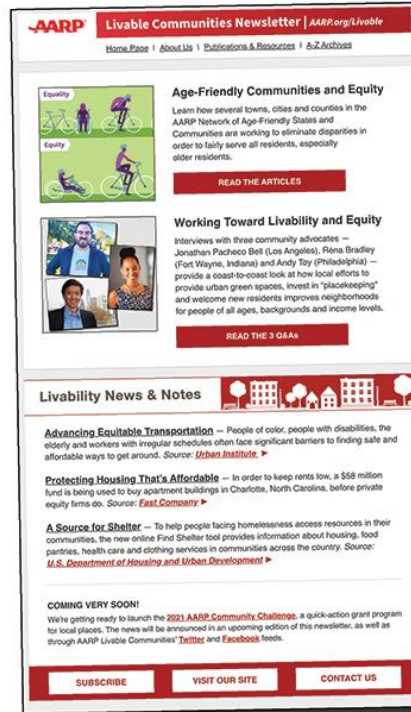 AARP
Livable Communities Newsletter | AARP.org/Livable
Home Page | About Us | Publications & Resources | A-Z Archives
Equality
Equity
Age-Friendly Communities and Equity
Learn how several towns, cities and counties in the
AARP Network of Age-Friendly States and
Communities are working to eliminate disparities in
order to fairly serve all residents, especially
older residents.
READ THE ARTICLES
Working Toward Livability and Equity
Interviews with three community advocates —
Jonathan Pacheco Bell (Los Angeles), Réna Bradley
(Fort Wayne, Indiana) and Andy Toy (Philadelphia) —
provide a coast-to-coast look at how local efforts to
provide urban green spaces, invest in "placekeeping"
and welcome new residents improves neighborhoods
for people of all ages, backgrounds and income levels.
READ THE 3 Q&As
Livability News & Notes
Advancing Equitable Transportation — People of color, people with disabilities, the
elderly and workers with irregular schedules often face significant barriers to finding safe and
affordable ways to get around. Source: Urban Institute ▶
Protecting Housing That's Affordable — In order to keep rents low, a $58 million
fund is being used to buy apartment buildings in Charlotte, North Carolina, before private
equity firms do. Source: Fast Company ▶
A Source for Shelter — To help people facing homelessness access resources in their
communities, the new online Find Shelter tool provides information about housing, food
pantries, health care and clothing services in communities across the country. Source:
U.S. Department of Housing and Urban Development ▶
COMING VERY SOON!
We're getting ready to launch the 2021 AARP Community Challenge, a quick-action grant program
for local places. The news will be announced in an upcoming edition of this newsletter, as well as
through AARP Livable Communities' Twitter and Facebook feeds.
SUBSCRIBE
VISIT OUR SITE
CONTACT US